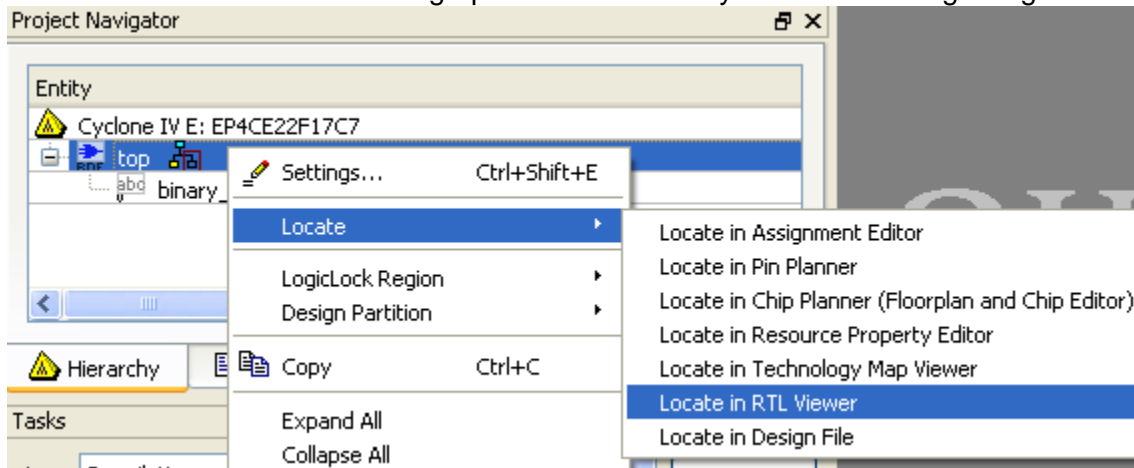 Project Navigator
Entity
Cyclone IV E: EP4CE22F17C7
BDF top
abc binary_
Settings... Ctrl+Shift+E
Locate
LogicLock Region
Design Partition
Copy Ctrl+C
Expand All
Collapse All
Locate in Assignment Editor
Locate in Pin Planner
Locate in Chip Planner (Floorplan and Chip Editor)
Locate in Resource Property Editor
Locate in Technology Map Viewer
Locate in RTL Viewer
Locate in Design File
Hierarchy
Tasks